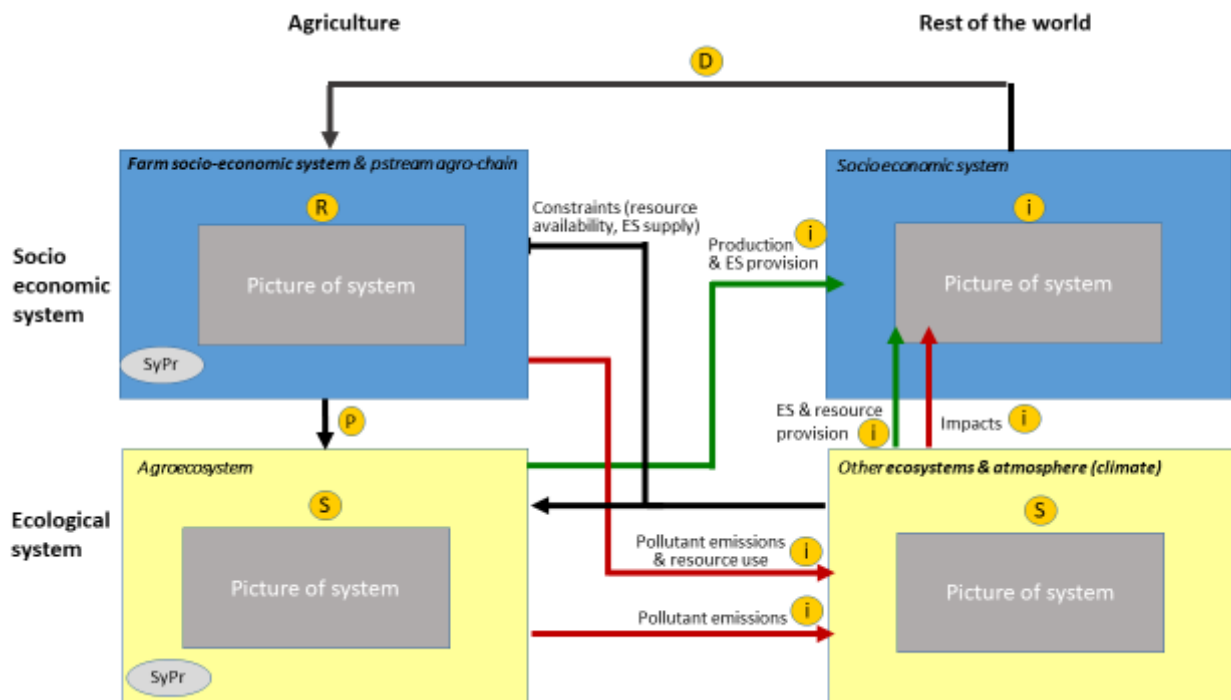 Agriculture
Rest of the world
D
Farm socio-economic system & pstream agro-chain
Socio economic system
R
i
Constraints (resource
availability, ES supply)
i
Production
& ES provision
Socio
economic
system
Picture of system
Picture of system
SyPr
P
ES & resource
provision
i
Impacts
i
Agroecosystem
Other ecosystems & atmosphere (climate)
S
S
Ecological
system
Pollutant emissions
& resource use
i
Picture of system
Picture of system
Pollutant emissions
i
SyPr